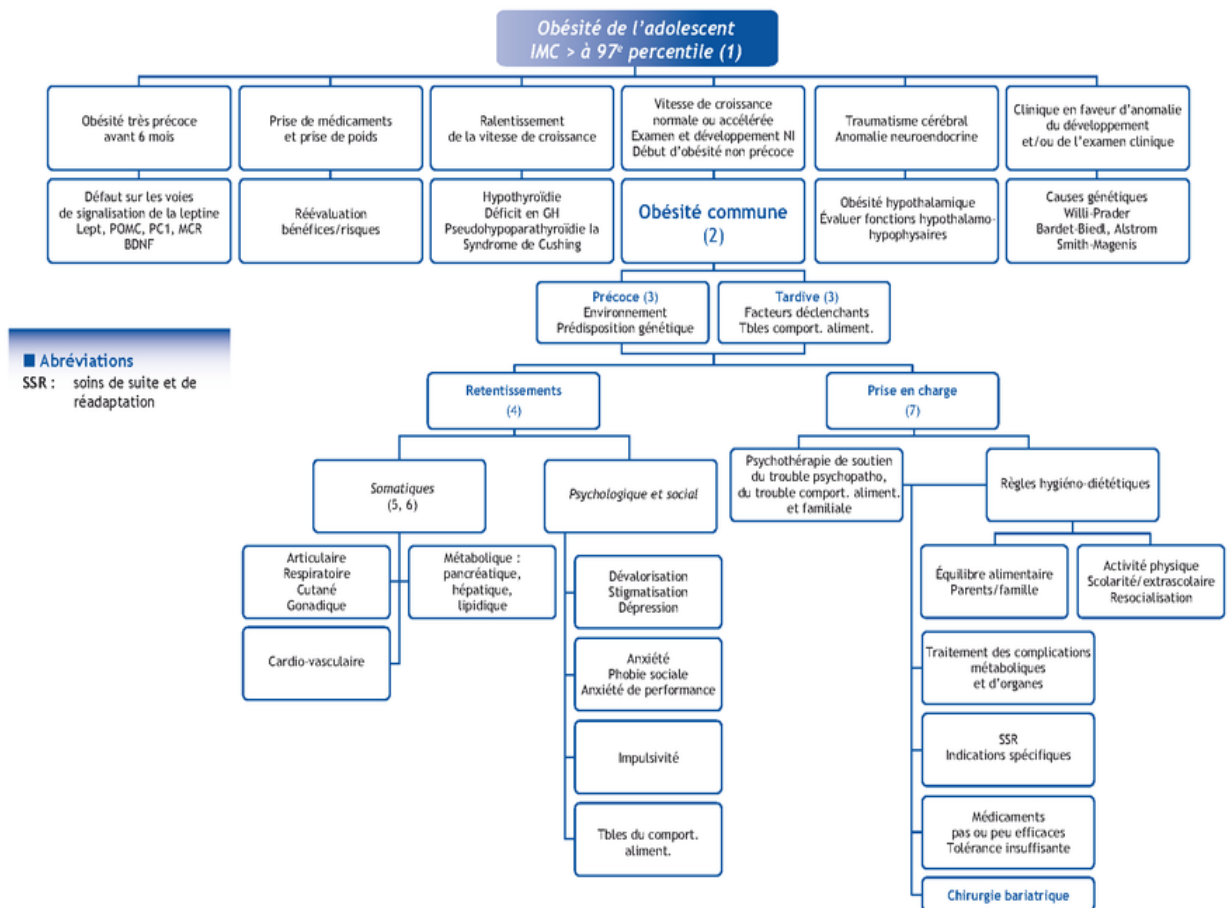 Obésité de l'adolescent
IMC > à 97e percentile (1)
Obésité très précoce
avant 6 mois
Prise de médicaments
et prise de poids
Ralentissement
de la vitesse de croissance
Vitesse de croissance
normale ou accélérée
Examen et développement Nl
Début d'obésité non précoce
Traumatisme cérébral
Anomalie neuroendocrine
Clinique en faveur d'anomalie
du développement
et/ou de l'examen clinique
Défaut sur les voies
de signalisation de la leptine
Lept, POMC, PC1, MCR
BDNF
Réévaluation
bénéfices/risques
Hypothyroïdie
Déficit en GH
Pseudohypoparathyroïdie Ia
Syndrome de Cushing
Obésité commune
(2)
Obésité hypothalamique
Évaluer fonctions hypothalamo-
hypophysaires
Causes génétiques
Willi-Prader
Bardet-Biedl, Alstrom
Smith-Magenis
Précoce (3)
Environnement
Prédisposition génétique
Tardive (3)
Facteurs déclenchants
Tbles comport. aliment.
■ Abréviations
SSR : soins de suite et de
réadaptation
Retentissements
(4)
Prise en charge
(7)
Somatiques
(5, 6)
Psychologique et social
Psychothérapie de soutien
du trouble psychopatho,
du trouble comport. aliment.
et familiale
Règles hygiéno-diététiques
Articulaire
Respiratoire
Cutané
Gonadique
Métabolique :
pancréatique,
hépatique,
lipidique
Cardio-vasculaire
Dévalorisation
Stigmatisation
Dépression
Anxiété
Phobie sociale
Anxiété de performance
Impulsivité
Tbles du comport.
aliment.
Équilibre alimentaire
Parents/famille
Activité physique
Scolarité/extrascolaire
Resocialisation
Traitement des complications
métaboliques
et d'organes
SSR
Indications spécifiques
Médicaments
pas ou peu efficaces
Tolérance insuffisante
Chirurgie bariatrique